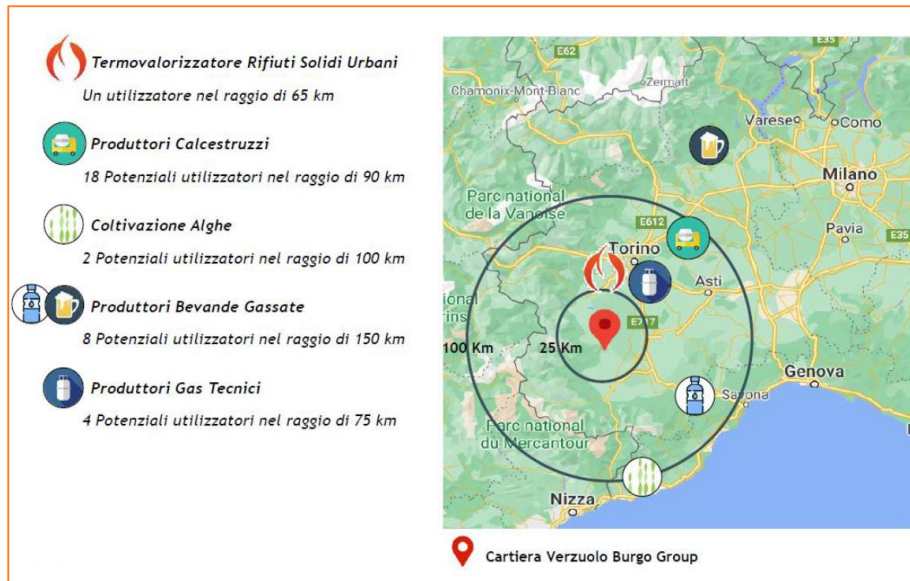 Termovalorizzatore Rifiuti Solidi Urbani
Un utilizzatore nel raggio di 65 km
Produttori Calcestruzzi
18 Potenziali utilizzatori nel raggio di 90 km
Coltivazione Alghe
2 Potenziali utilizzatori nel raggio di 100 km
Produttori Bevande Gassate
8 Potenziali utilizzatori nel raggio di 150 km
Produttori Gas Tecnici
4 Potenziali utilizzatori nel raggio di 75 km
E62
E35
Zermatt
Chamonix-Mont-Blanc
Varese
Como
Milano
Parc national
de la Vanoise
E612
Pavia
E35
Torino
Asti
E717
100 Km
25 Km
Genova
Savona
Parc national
du Mercantour
Nizza
Cartiera Verzuolo Burgo Group